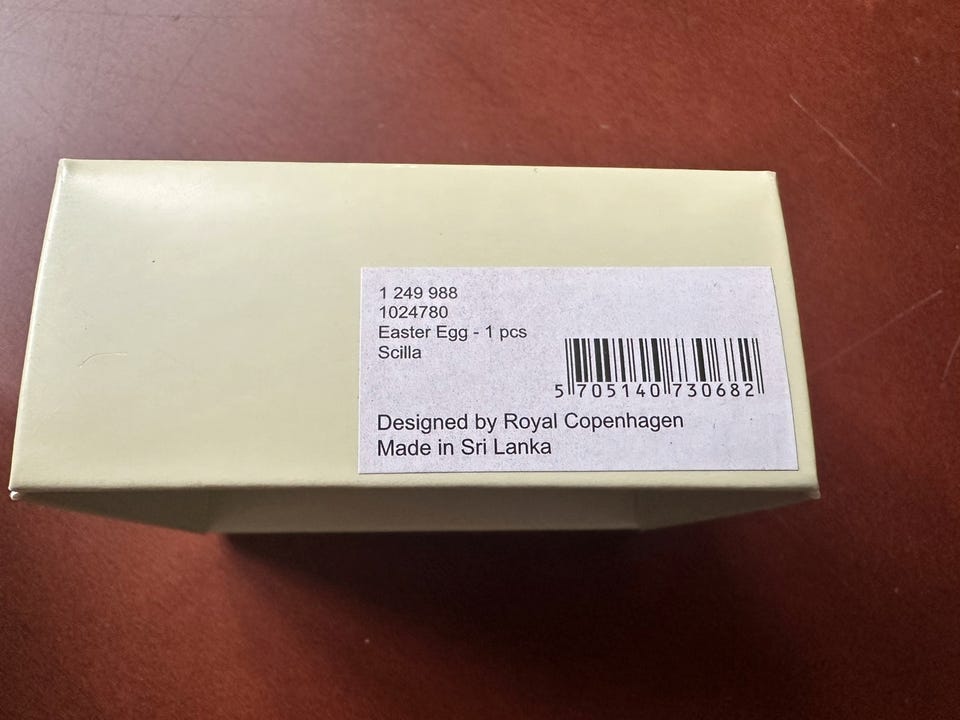 1 249 988
1024780
Easter Egg - 1 pcs
Scilla
5 705140 730682
Designed by Royal Copenhagen
Made in Sri Lanka